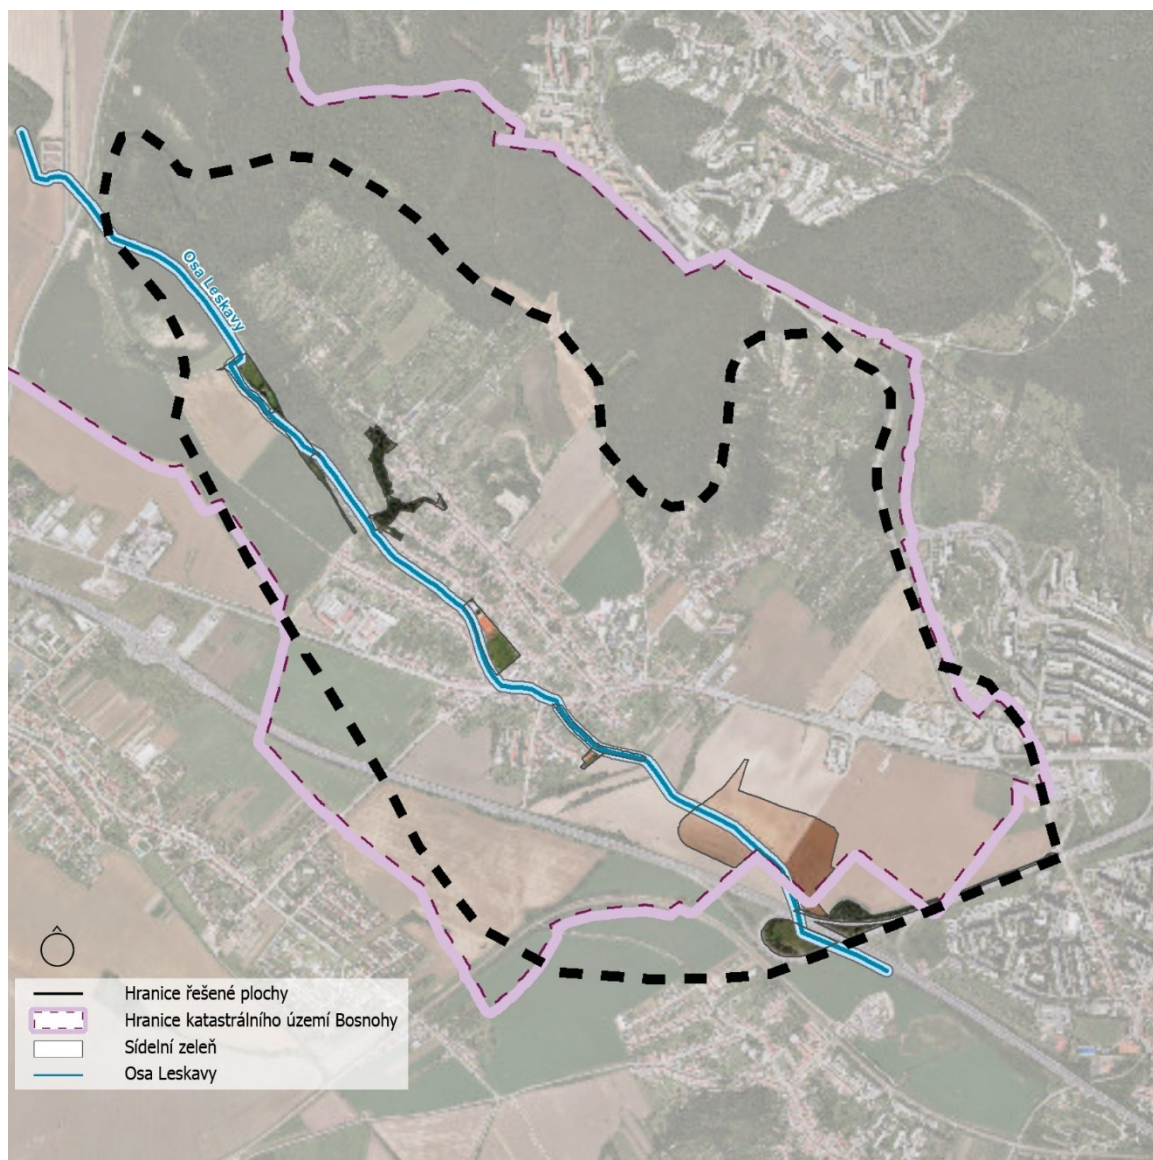 Osa Leskavy
Hranice řešené plochy
Hranice katastrálního území Bosnohy
Sídelní zeleň
Osa Leskavy